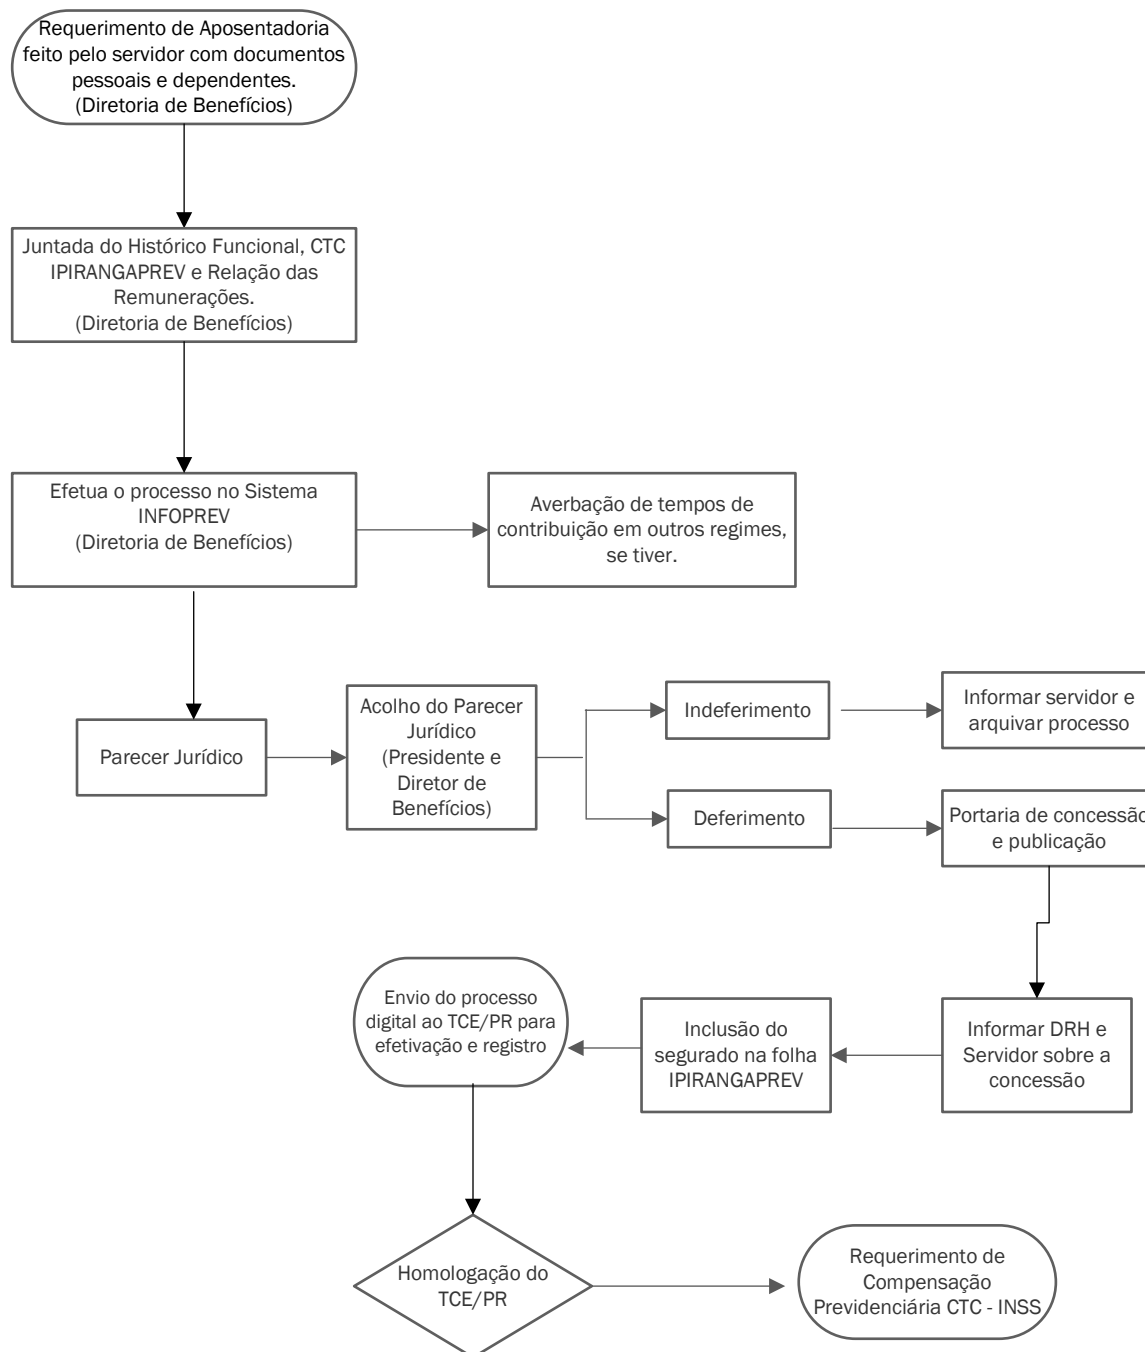 Requerimento de Aposentadoria
feito pelo servidor com documentos
pessoais e dependentes.
(Diretoria de Benefícios)
Juntada do Histórico Funcional, CTC
IPIRANGAPREV e Relação das
Remunerações.
(Diretoria de Benefícios)
Efetua o processo no Sistema
INFOPREV
(Diretoria de Benefícios)
Averbação de tempos de
contribuição em outros regimes,
se tiver.
Parecer Jurídico
Acolho do Parecer
Jurídico
(Presidente e
Diretor de
Benefícios)
Indeferimento
Informar servidor e
arquivar processo
Deferimento
Portaria de concessão
e publicação
Informar DRH e
Servidor sobre a
concessão
Inclusão do
segurado na folha
IPIRANGAPREV
Envio do processo
digital ao TCE/PR para
efetivação e registro
Homologação do
TCE/PR
Requerimento de
Compensação
Previdenciária CTC - INSS